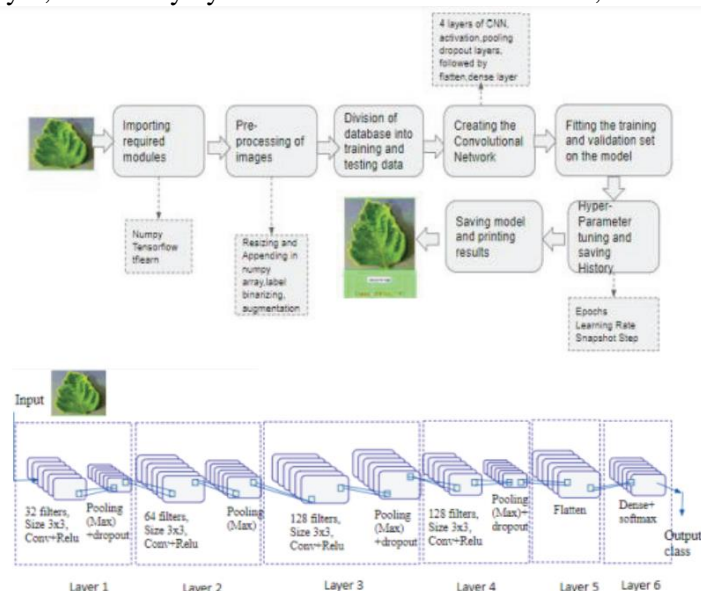 4 layers of CNN,
activation,pooling
dropout layers,
followed by
flatten,dense layer
Importing
required
modules
Pre-
processing of
images
Division of
database into
training and
testing data
Creating the
Convolutional
Network
Fitting the training
and validation set
on the model
Numpy
Tensorflow
tflearn
Resizing and
Appending in
numpy
array,label
binarizing,
augmentation
Saving model
and printing
results
Hyper-
Parameter
tuning and
saving
History
Epochs
Learning Rate
Snapshot Step
Input
32 filters,
Size 3x3,
Conv+Relu
Pooling
(Max)
+dropout
64 filters,
Size 3x3,
Conv+Relu
Pooling
(Max)
128 filters,
Size 3x3,
Conv+Relu
Pooling
(Max)
+dropout
128 filters,
Size 3x3,
Conv+Relu
Pooling
(Max)+
dropout
Flatten
Dense+
softmax
Output
class
Layer 1
Layer 2
Layer 3
Layer 4
Layer 5
Layer 6